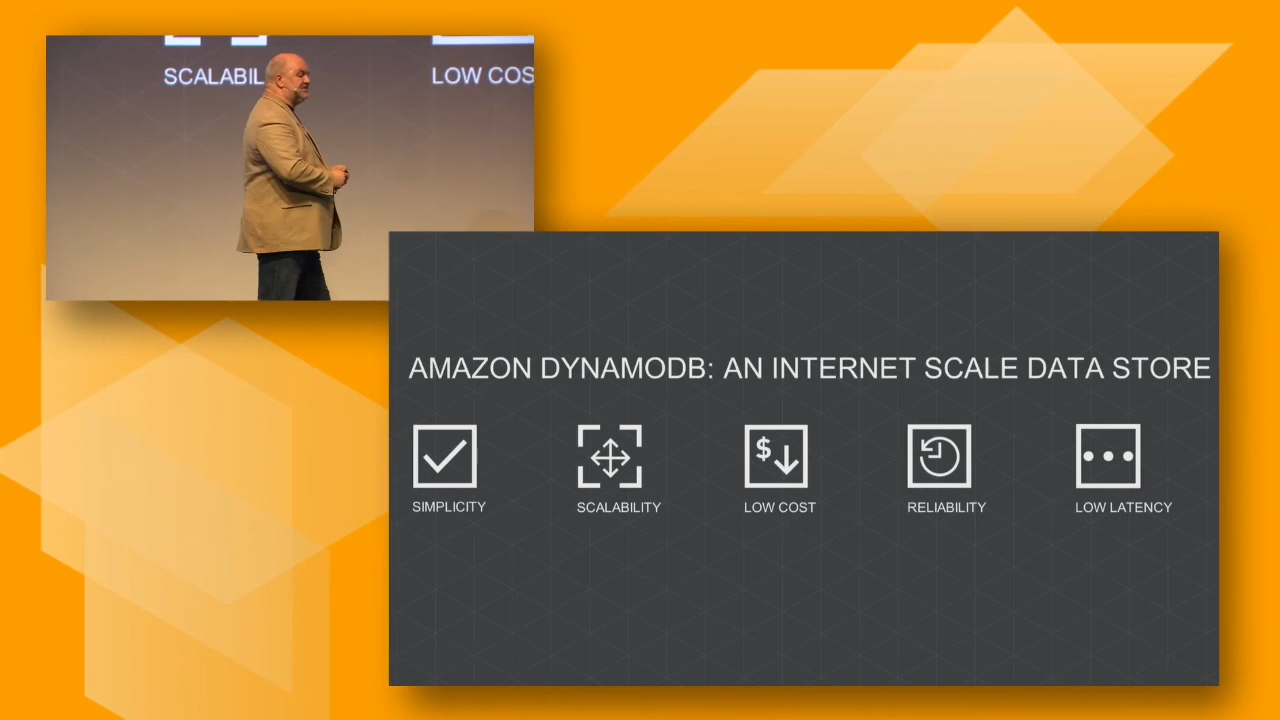 SCALABIL
LOW COS
AMAZON DYNAMODB: AN INTERNET SCALE DATA STORE
$
SIMPLICITY
SCALABILITY
LOW COST
RELIABILITY
LOW LATENCY